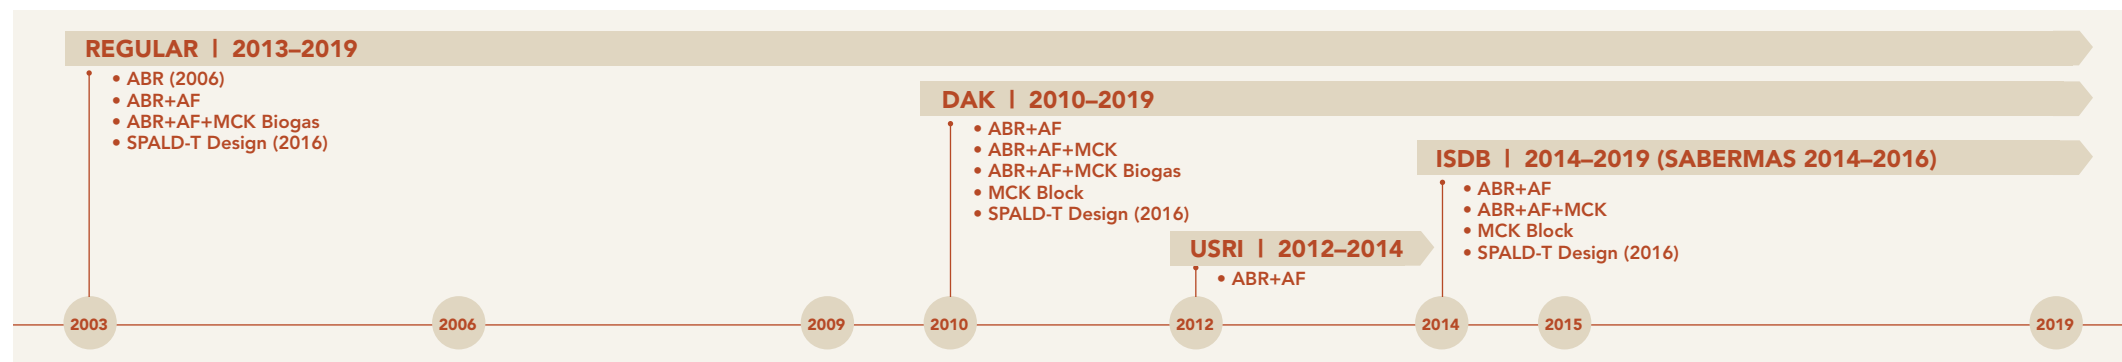 REGULAR | 2013–2019
• ABR (2006)
• ABR+AF
• ABR+AF+MCK Biogas
• SPALD-T Design (2016)
DAK | 2010–2019
• ABR+AF
• ABR+AF+MCK
• ABR+AF+MCK Biogas
• MCK Block
• SPALD-T Design (2016)
USRI | 2012–2014
• ABR+AF
ISDB | 2014–2019 (SABERMAS 2014–2016)
• ABR+AF
• ABR+AF+MCK
• MCK Block
• SPALD-T Design (2016)
2003
2006
2009
2010
2012
2014
2015
2019